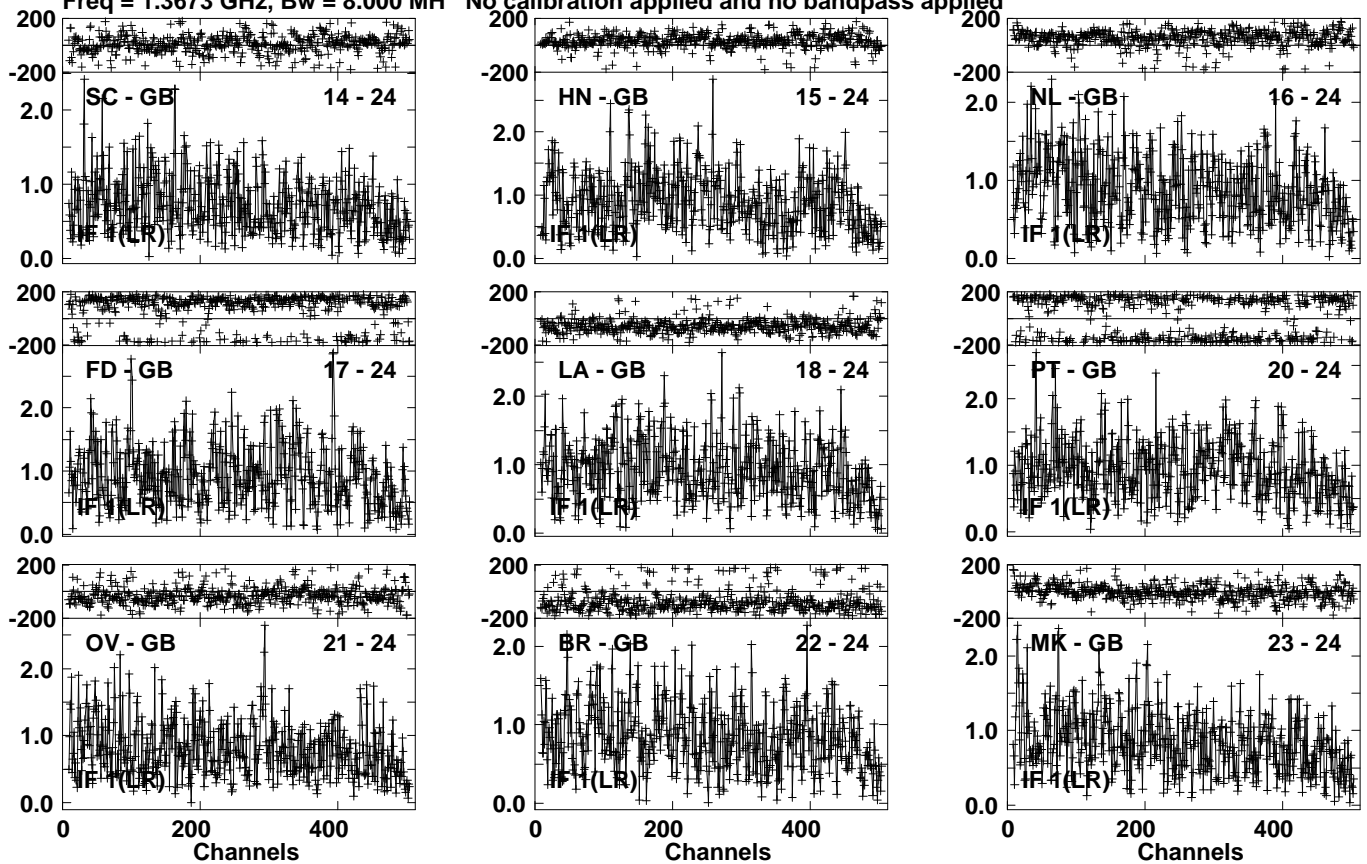 Freq = 1.3673 GHz, Bw = 8.000 MH No calibration applied and no bandpass applied
200 200 200
-200 -200 -200
SC - GB 14 - 24 HN - GB 15 - 24 NL - GB 16 - 24
2.0 2.0 2.0
1.0 1.0 1.0
IF 1(LR) IF 1(LR) IF 1(LR)
0.0 0.0 0.0
200 200 200
-200 -200 -200
FD - GB 17 - 24 LA - GB 18 - 24 PT - GB 20 - 24
2.0 2.0 2.0
1.0 1.0 1.0
IF 1(LR) IF 1(LR) IF 1(LR)
0.0 0.0 0.0
200 200 200
-200 -200 -200
OV - GB 21 - 24 BR - GB 22 - 24 MK - GB 23 - 24
2.0 2.0 2.0
1.0 1.0 1.0
IF 1(LR) IF 1(LR) IF 1(LR)
0.0 0.0 0.0
0 200 400 0 200 400 0 200 400
Channels Channels Channels